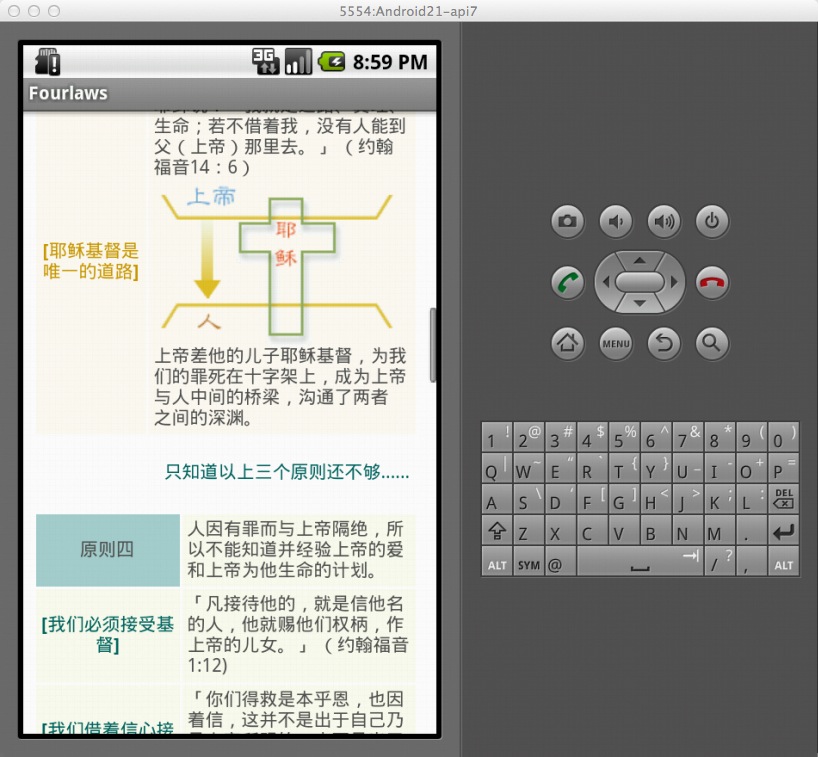 5554:Android21-api7
3G 8:59 PM
Fourlaws
生命；若不借着我，没有人能到
父（上帝）那里去。」（约翰
福音14：6）
上帝
耶
稣
人
[耶稣基督是
唯一的道路]
上帝差他的儿子耶稣基督，为我
们的罪死在十字架上，成为上帝
与人中间的桥梁，沟通了两者
之间的深渊。
只知道以上三个原则还不够......
原则四
人因有罪而与上帝隔绝，所
以不能知道并经验上帝的爱
和上帝为他生命的计划。
[我们必须接受基
督]
「凡接待他的，就是信他名
的人，他就赐他们权柄，作
上帝的儿女。」（约翰福音
1:12)
[我们借着信心接
「你们得救是本乎恩，也因
着信，这并不是出于自己乃
MENU
1 ! 2 @ 3 # 4 $ 5 % 6 ^ 7 & 8 * 9 ( 0 )
Q | W ~ E “ R ` T { Y } U _ I - O + P =
A S \ D ' F [ G ] H < J > K ; L : DEL
Z X C V B N M .
ALT SYM @ / ? , ALT